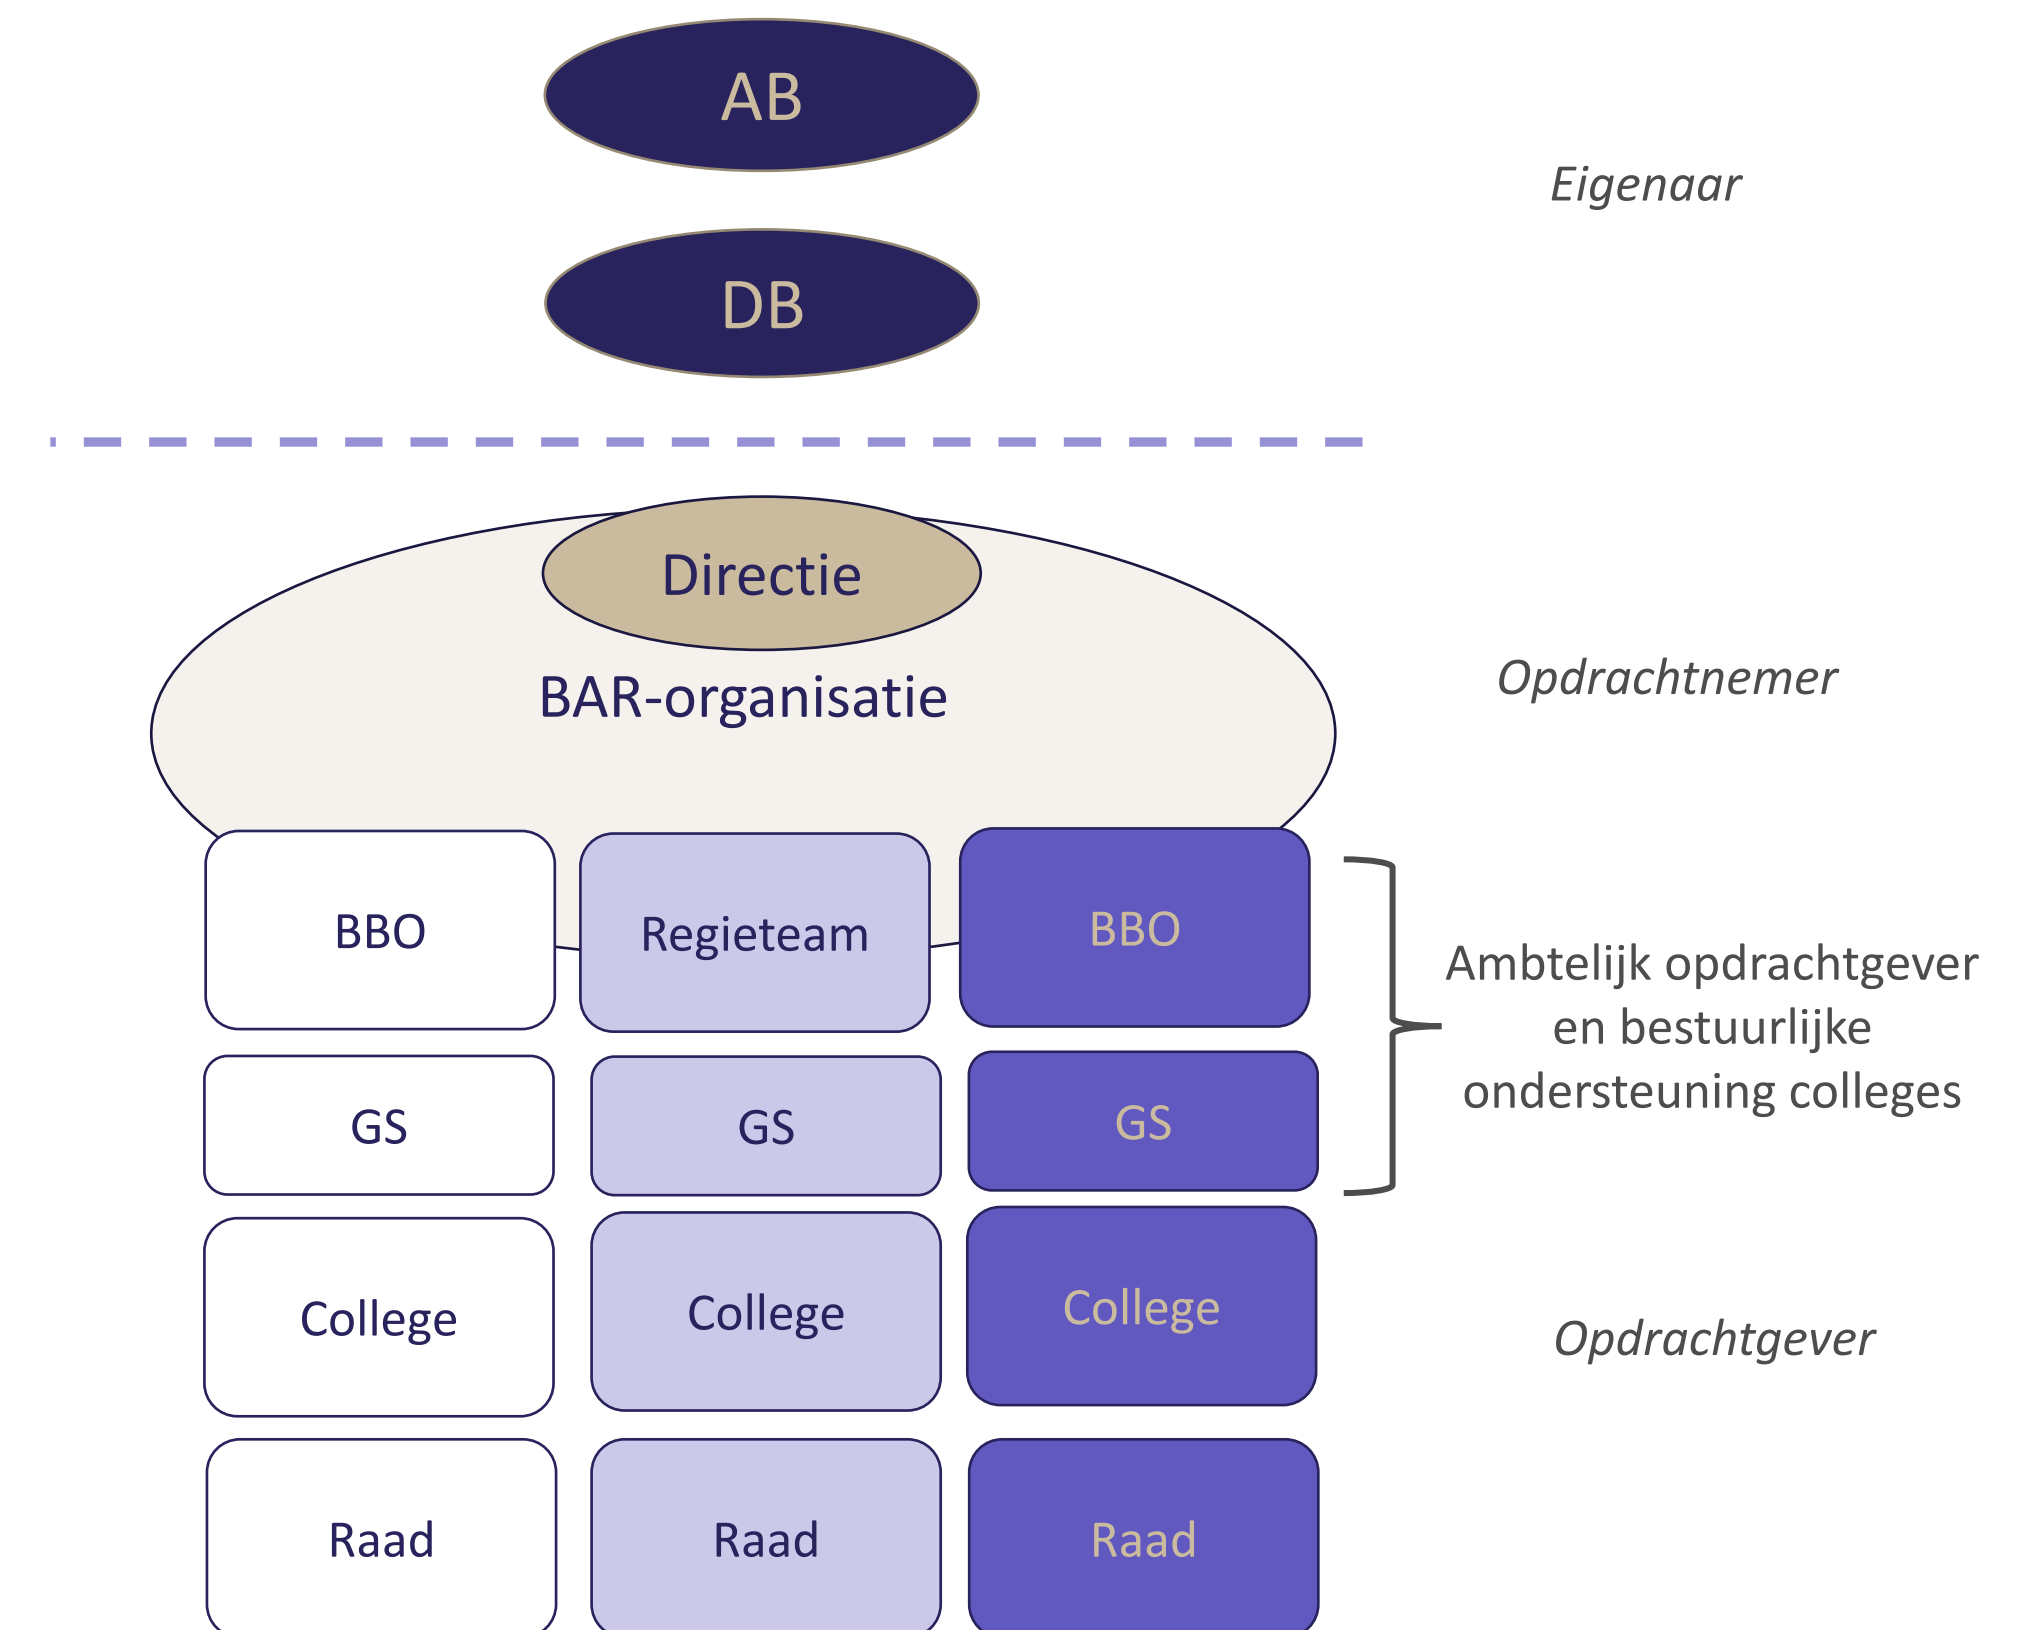 AB
Eigenaar
DB
Directie
BAR-organisatie
Opdrachtnemer
BBO
Regieteam
BBO
Ambtelijk opdrachtgever
en bestuurlijke
ondersteuning colleges
GS
GS
GS
College
College
College
Opdrachtgever
Raad
Raad
Raad